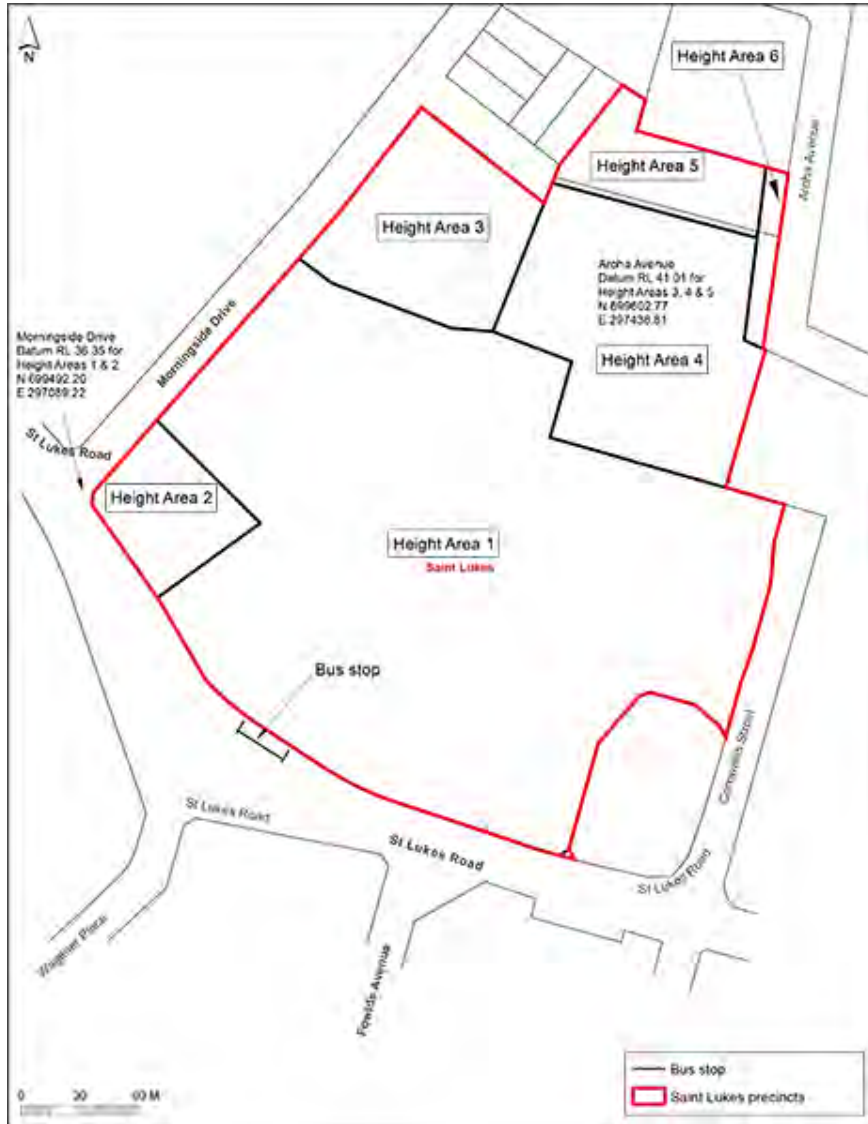 N
Height Area 6
Aroha Avenue
Height Area 5
Height Area 3
Aroha Avenue
Datum RL 41.01 for
Height Areas 3, 4 & 5
N 699602.77
E 297436.81
Height Area 4
Morningside Drive
Morningside Drive
Datum RL 36.35 for
Height Areas 1 & 2
N 699492.20
E 297089.22
St Lukes Road
Height Area 2
Height Area 1
Saint Lukes
Bus stop
Cornwallis Street
St Lukes Road
St Lukes Road
St Lukes Road
Wagener Place
Fowlds Avenue
0 30 60 M
Bus stop
Saint Lukes precincts